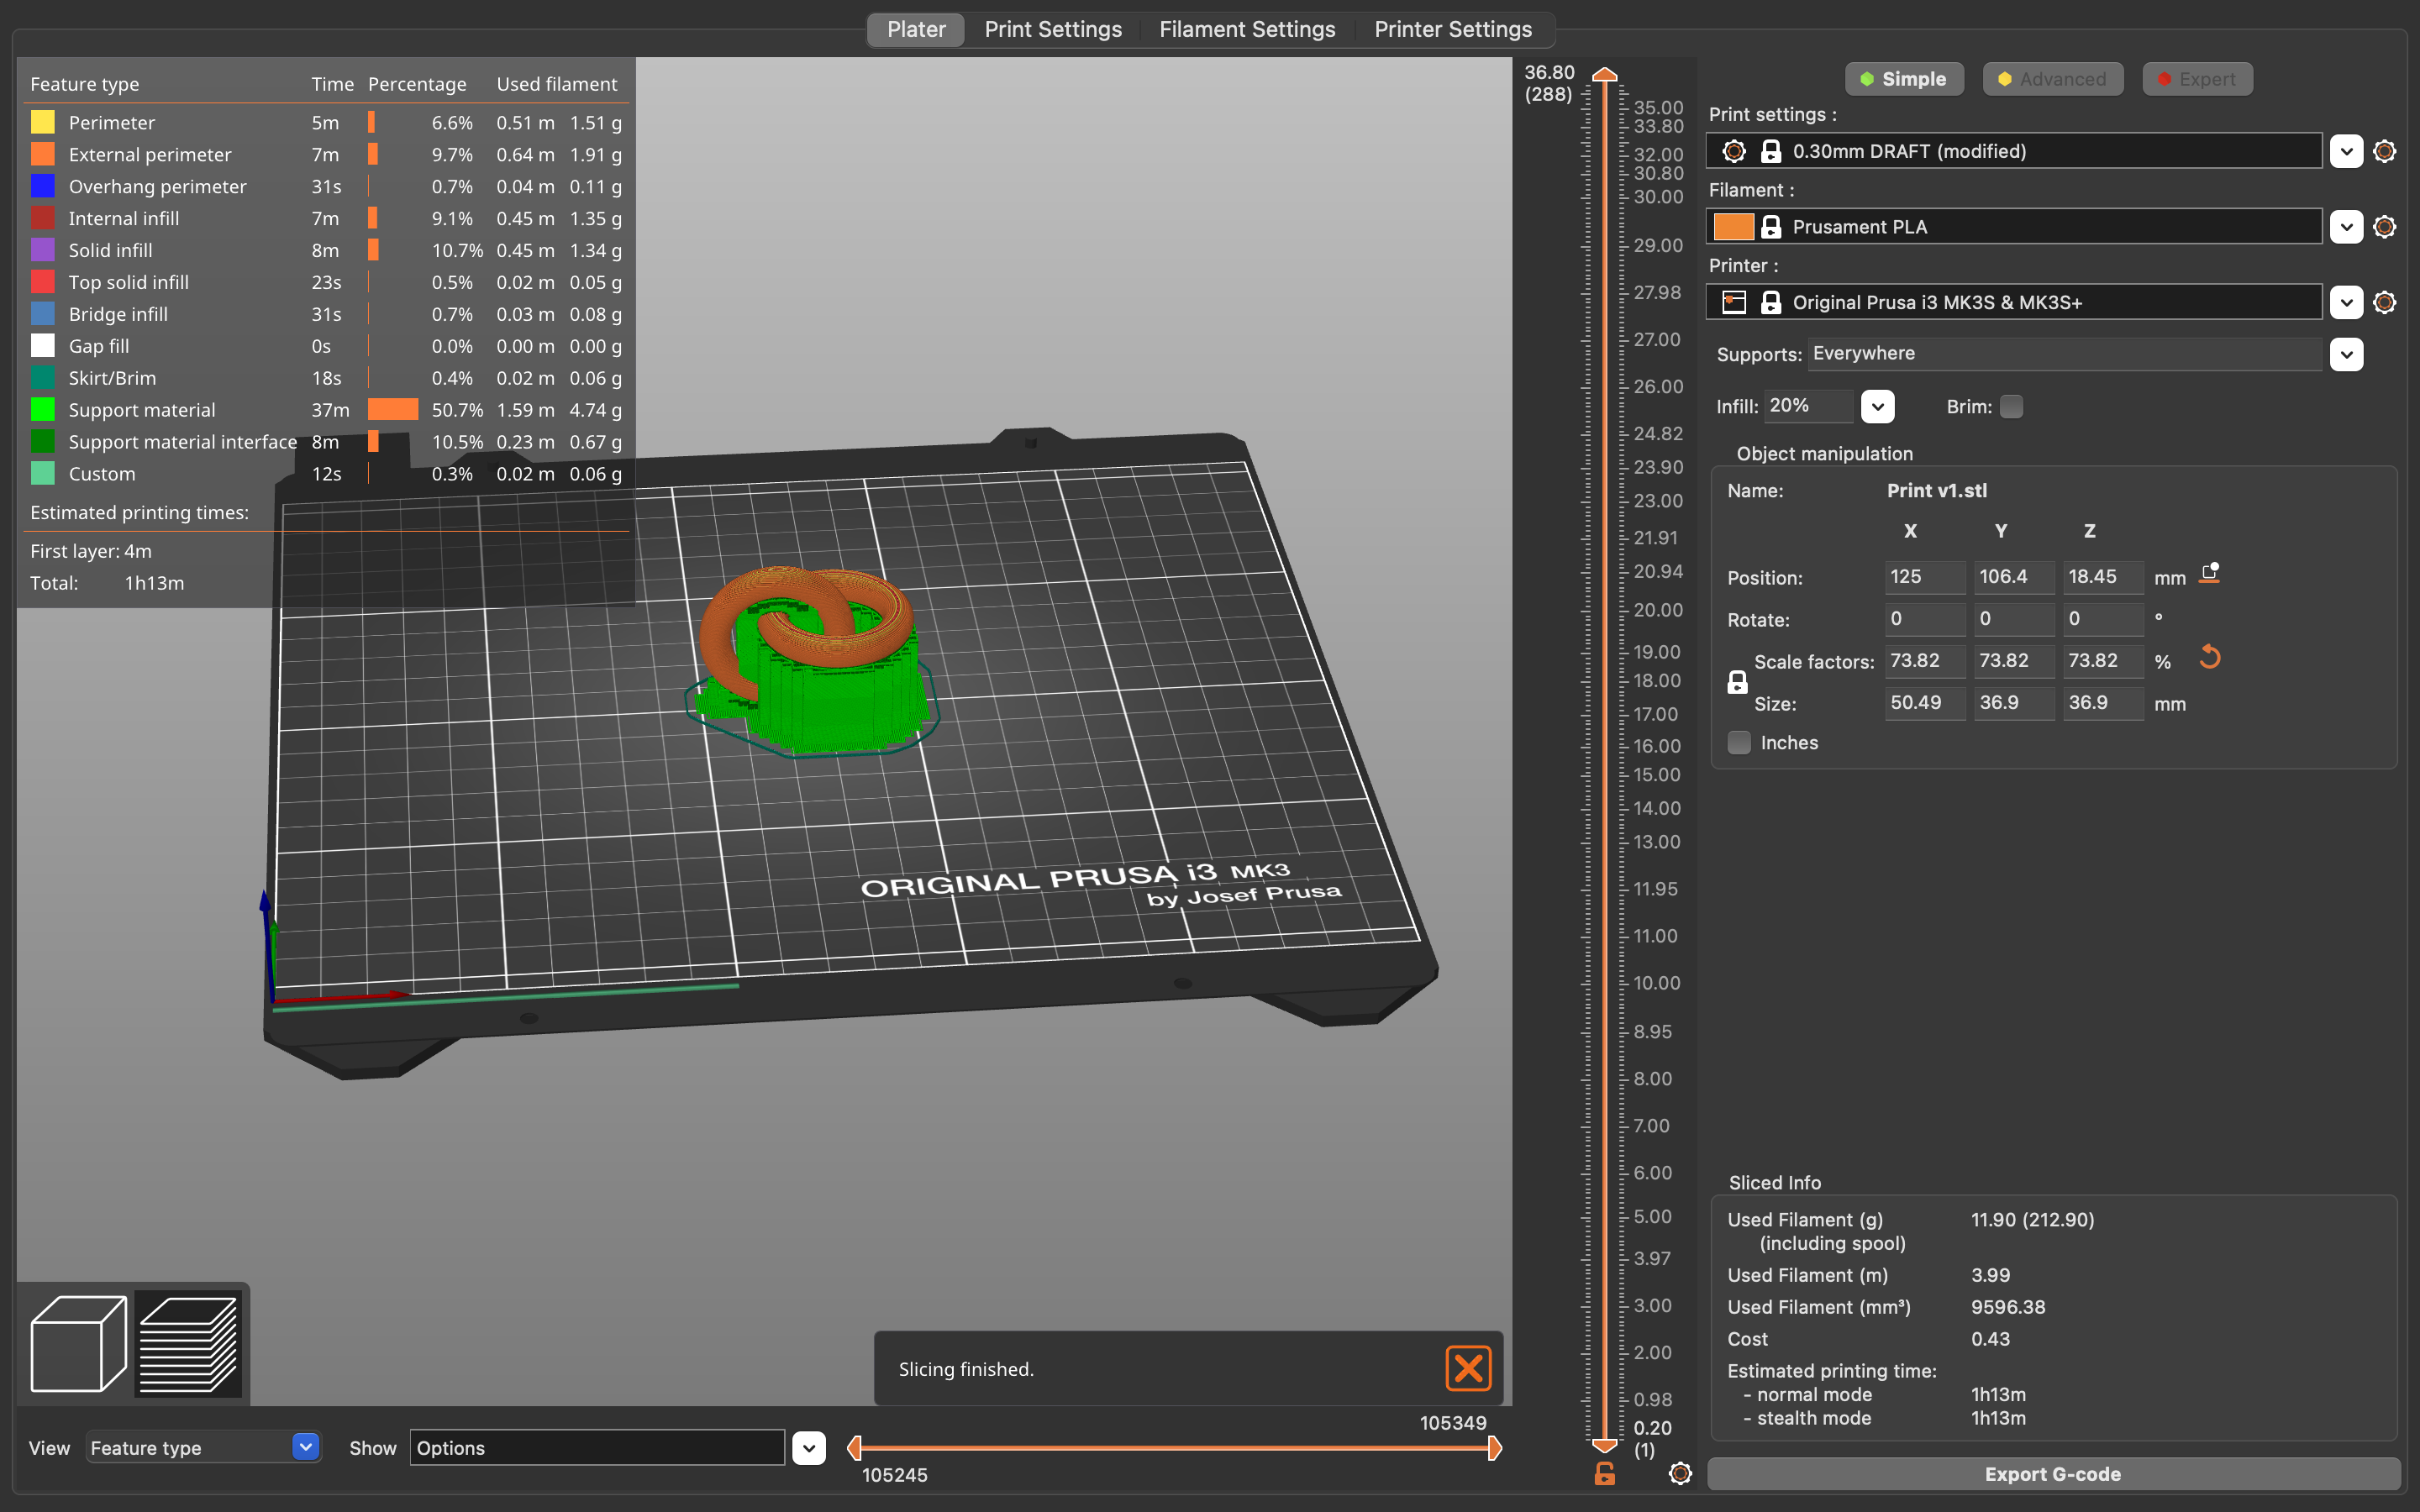 Plater Print Settings Filament Settings Printer Settings
Feature type Time Percentage Used filament
Perimeter 5m 6.6% 0.51 m 1.51 g
External perimeter 7m 9.7% 0.64 m 1.91 g
Overhang perimeter 31s 0.7% 0.04 m 0.11 g
Internal infill 7m 9.1% 0.45 m 1.35 g
Solid infill 8m 10.7% 0.45 m 1.34 g
Top solid infill 23s 0.5% 0.02 m 0.05 g
Bridge infill 31s 0.7% 0.03 m 0.08 g
Gap fill 0s 0.0% 0.00 m 0.00 g
Skirt/Brim 18s 0.4% 0.02 m 0.06 g
Support material 37m 50.7% 1.59 m 4.74 g
Support material interface 8m 10.5% 0.23 m 0.67 g
Custom 12s 0.3% 0.02 m 0.06 g
Estimated printing times:
First layer: 4m
Total: 1h13m
ORIGINAL PRUSA i3 MK3
by Josef Prusa
Slicing finished.
View Feature type Show Options
105349
105245
36.80
(288)
35.00
33.80
32.00
30.80
30.00
29.00
27.98
27.00
26.00
24.82
23.90
23.00
21.91
20.94
20.00
19.00
18.00
17.00
16.00
15.00
14.00
13.00
11.95
11.00
10.00
8.95
8.00
7.00
6.00
5.00
3.97
3.00
2.00
0.98
0.20
(1)
Simple Advanced Expert
Print settings :
0.30mm DRAFT (modified)
Filament :
Prusament PLA
Printer :
Original Prusa i3 MK3S & MK3S+
Supports: Everywhere
Infill: 20% Brim:
Object manipulation
Name: Print v1.stl
X Y Z
Position: 125 106.4 18.45 mm
Rotate: 0 0 0 °
Scale factors: 73.82 73.82 73.82 %
Size: 50.49 36.9 36.9 mm
Inches
Sliced Info
Used Filament (g) 11.90 (212.90)
(including spool)
Used Filament (m) 3.99
Used Filament (mm³) 9596.38
Cost 0.43
Estimated printing time:
- normal mode 1h13m
- stealth mode 1h13m
Export G-code